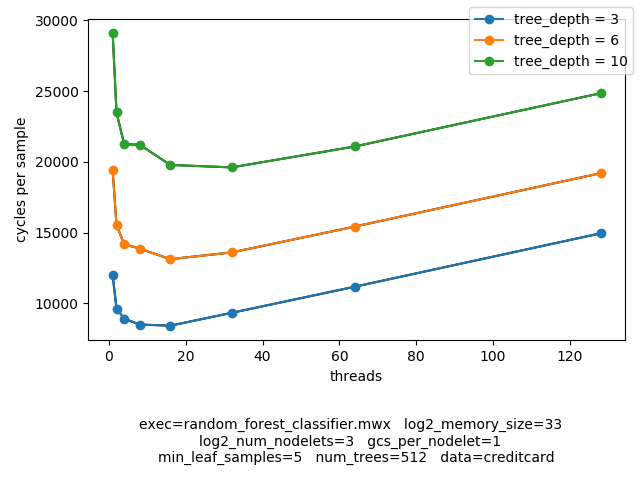 tree_depth = 3
tree_depth = 6
tree_depth = 10
30000
25000
20000
15000
10000
cycles per sample
0 20 40 60 80 100 120
threads
exec=random_forest_classifier.mwx log2_memory_size=33
log2_num_nodelets=3 gcs_per_nodelet=1
min_leaf_samples=5 num_trees=512 data=creditcard